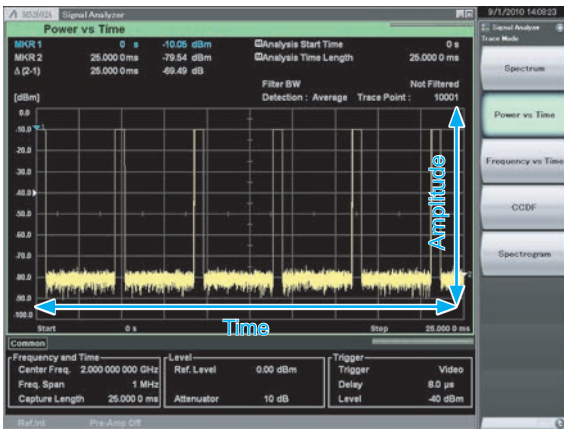 MS2692A Signal Analyzer
9/1/2010 14:08:23
Power vs Time
MKR 1 0 s -10.05 dBm Analysis Start Time 0 s
MKR 2 25.000 0 ms -79.54 dBm Analysis Time Length 25.000 0 ms
Δ (2-1) 25.000 0 ms -69.49 dB
Filter BW Not Filtered
[dBm] Detection : Average Trace Point : 10001
0.0
-10.0 1
-20.0
-30.0
-40.0
-50.0
-60.0
-70.0
-80.0 2
-90.0
-100.0
Amplitude
Time
Start 0 s Stop 25.000 0 ms
Common
Frequency and Time
Center Freq. 2.000 000 000 GHz
Freq. Span 1 MHz
Capture Length 25.000 0 ms
Level
Ref. Level 0.00 dBm
Attenuator 10 dB
Trigger
Trigger Video
Delay 8.0 µs
Level -40 dBm
Ref.Int Pre-Amp Off
Signal Analyzer
Trace Mode
Spectrum
Power vs Time
Frequency vs Time
CCDF
Spectrogram